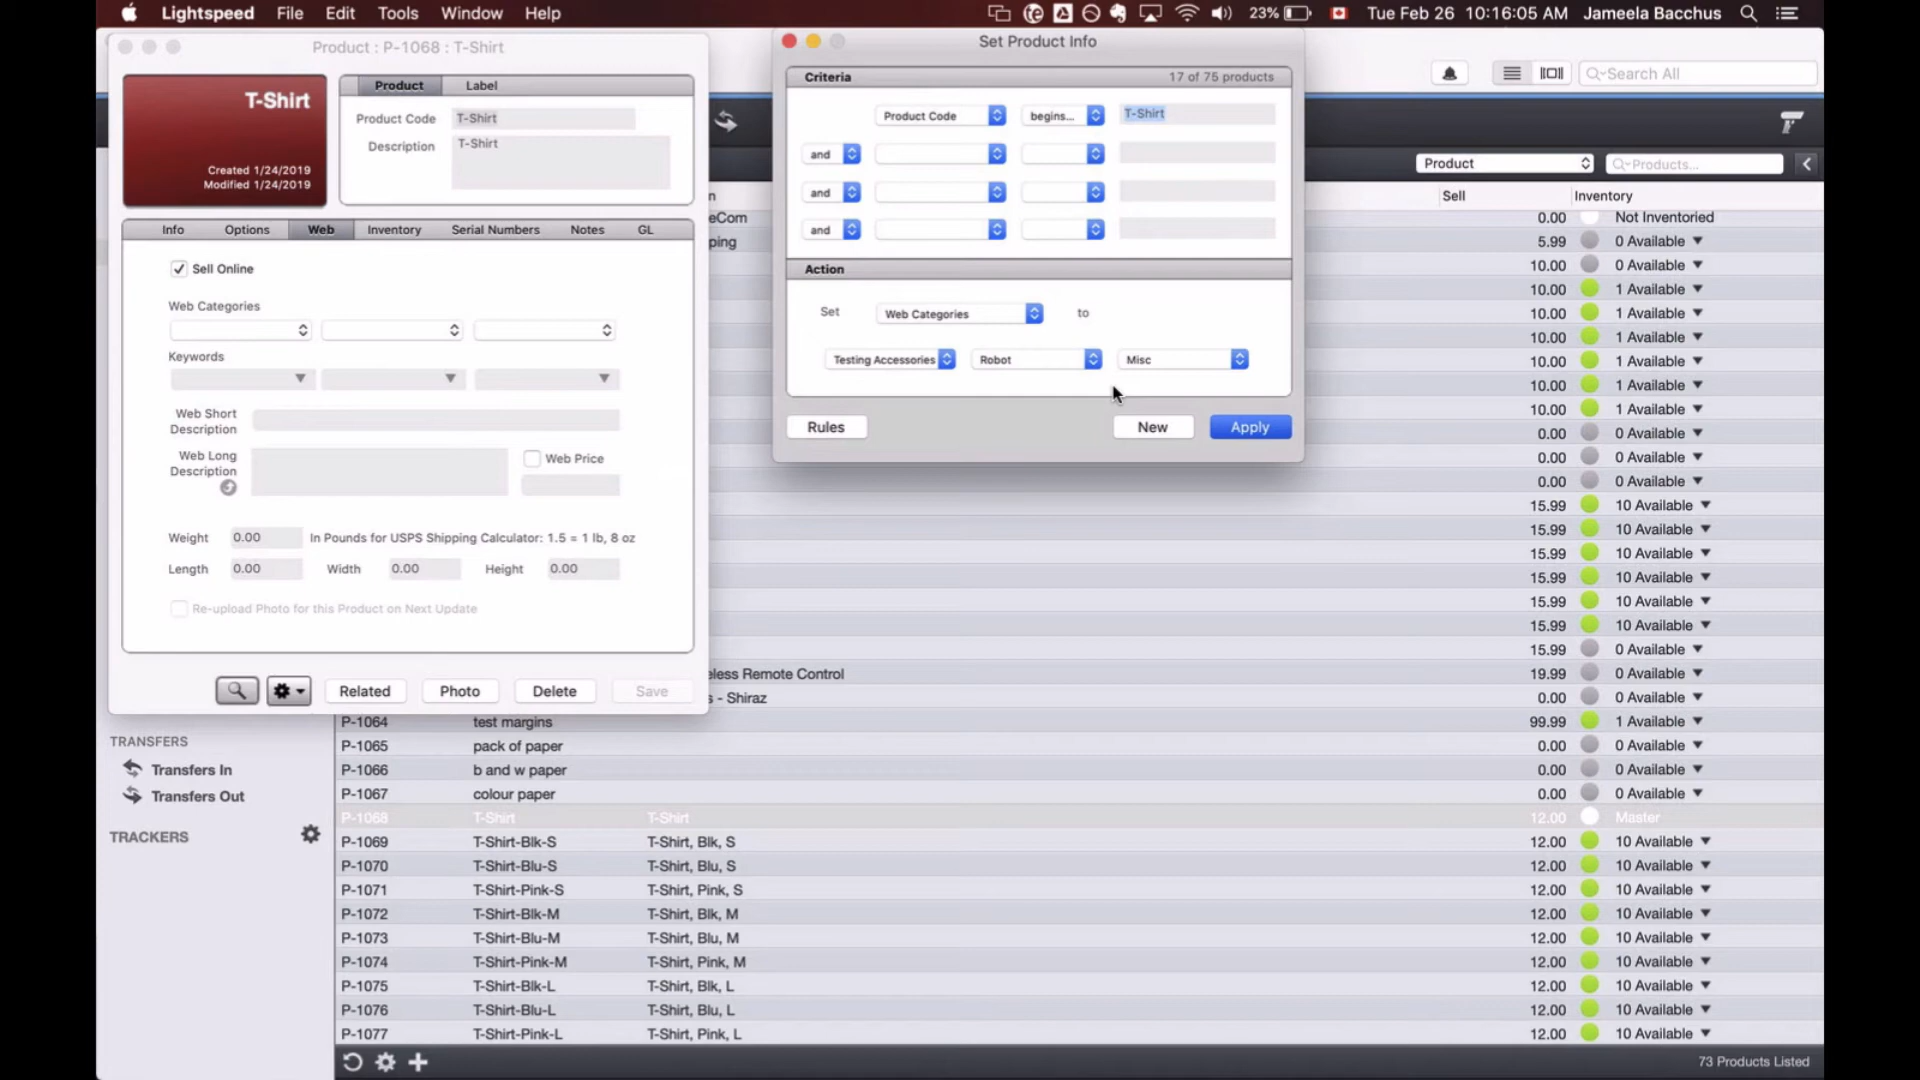 Lightspeed File Edit Tools Window Help 23% Tue Feb 26 10:16:05 AM Jameela Bacchus
Product : P-1068 : T-Shirt
T-Shirt
Created 1/24/2019
Modified 1/24/2019
Product Label
Product Code T-Shirt
Description T-Shirt
Info Options Web Inventory Serial Numbers Notes GL
Sell Online
Web Categories
Keywords
Web Short
Description
Web Long
Description
Web Price
Weight 0.00 In Pounds for USPS Shipping Calculator: 1.5 = 1 lb, 8 oz
Length 0.00 Width 0.00 Height 0.00
Re-upload Photo for this Product on Next Update
Related Photo Delete Save
Set Product Info
Criteria 17 of 75 products
Product Code begins... T-Shirt
and
and
and
Action
Set Web Categories to
Testing Accessories Robot Misc
Rules New Apply
Search All
Product Products...
n Sell Inventory
eCom 0.00 Not Inventoried
ping 5.99 0 Available
10.00 0 Available
10.00 1 Available
10.00 1 Available
10.00 1 Available
10.00 1 Available
10.00 1 Available
10.00 1 Available
0.00 0 Available
0.00 0 Available
0.00 0 Available
15.99 10 Available
15.99 10 Available
15.99 10 Available
15.99 10 Available
15.99 10 Available
15.99 10 Available
15.99 0 Available
less Remote Control 19.99 0 Available
s - Shiraz 0.00 0 Available
P-1064 test margins 99.99 1 Available
P-1065 pack of paper 0.00 0 Available
P-1066 b and w paper 0.00 0 Available
P-1067 colour paper 0.00 0 Available
P-1068 T-Shirt T-Shirt 12.00 Master
P-1069 T-Shirt-Blk-S T-Shirt, Blk, S 12.00 10 Available
P-1070 T-Shirt-Blu-S T-Shirt, Blu, S 12.00 10 Available
P-1071 T-Shirt-Pink-S T-Shirt, Pink, S 12.00 10 Available
P-1072 T-Shirt-Blk-M T-Shirt, Blk, M 12.00 10 Available
P-1073 T-Shirt-Blu-M T-Shirt, Blu, M 12.00 10 Available
P-1074 T-Shirt-Pink-M T-Shirt, Pink, M 12.00 10 Available
P-1075 T-Shirt-Blk-L T-Shirt, Blk, L 12.00 10 Available
P-1076 T-Shirt-Blu-L T-Shirt, Blu, L 12.00 10 Available
P-1077 T-Shirt-Pink-L T-Shirt, Pink, L 12.00 10 Available
TRANSFERS
Transfers In
Transfers Out
TRACKERS
73 Products Listed